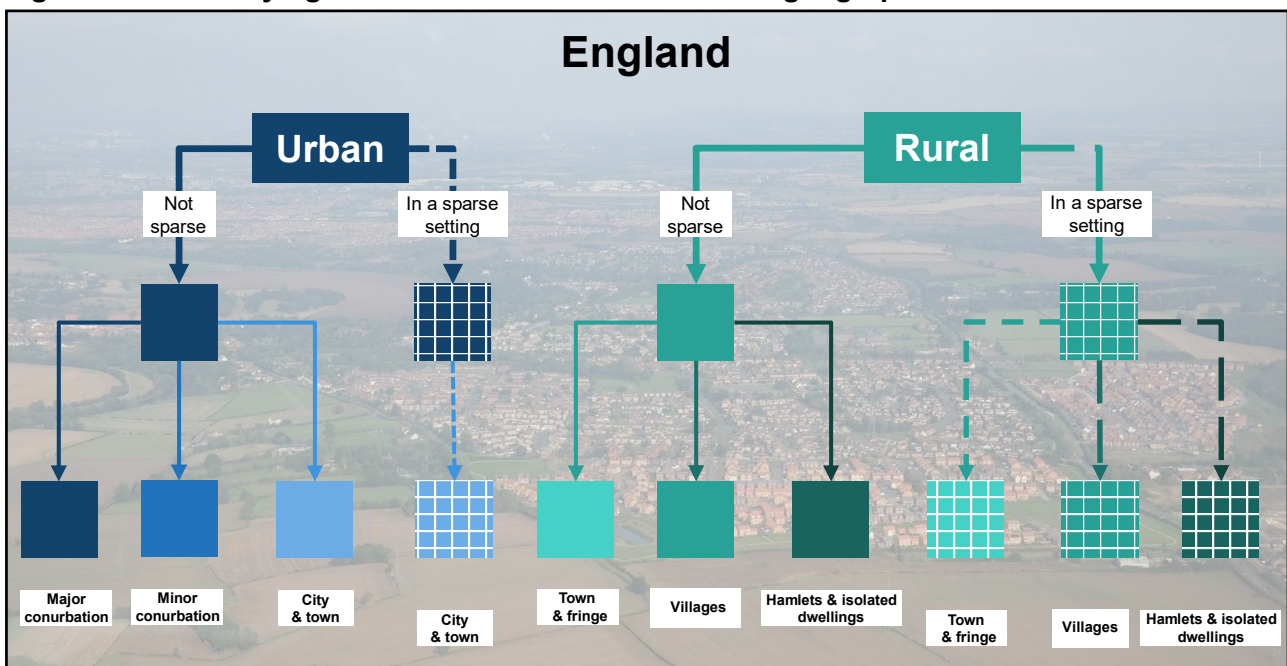 England
Urban
Rural
Not
sparse
In a sparse
setting
Not
sparse
In a sparse
setting
Major
conurbation
Minor
conurbation
City
& town
City
& town
Town
& fringe
Villages
Hamlets & isolated
dwellings
Town
& fringe
Villages
Hamlets & isolated
dwellings